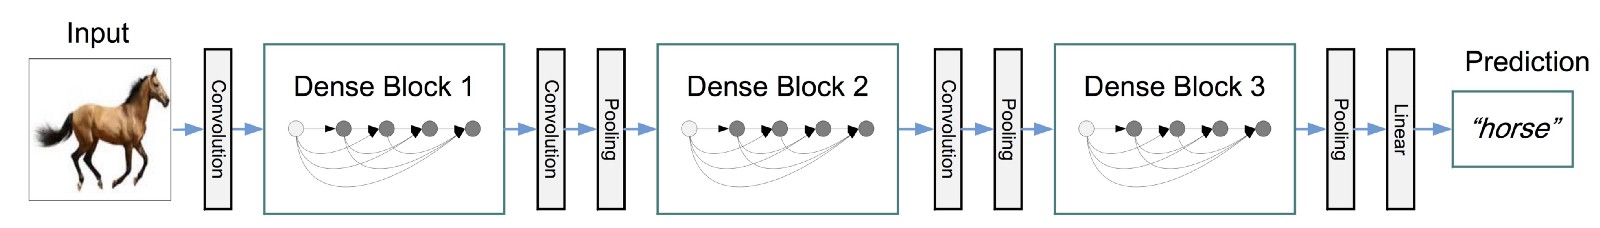 Input
Convolution
Dense Block 1
Convolution
Pooling
Dense Block 2
Convolution
Pooling
Dense Block 3
Pooling
Linear
Prediction
“horse”